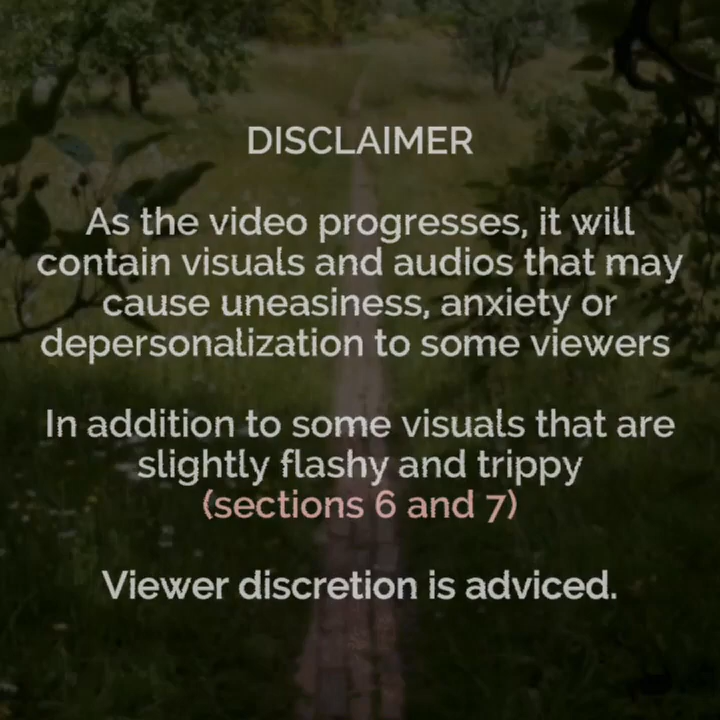 DISCLAIMER
As the video progresses, it will
contain visuals and audios that may
cause uneasiness, anxiety or
depersonalization to some viewers
In addition to some visuals that are
slightly flashy and trippy
(sections 6 and 7)
Viewer discretion is adviced.